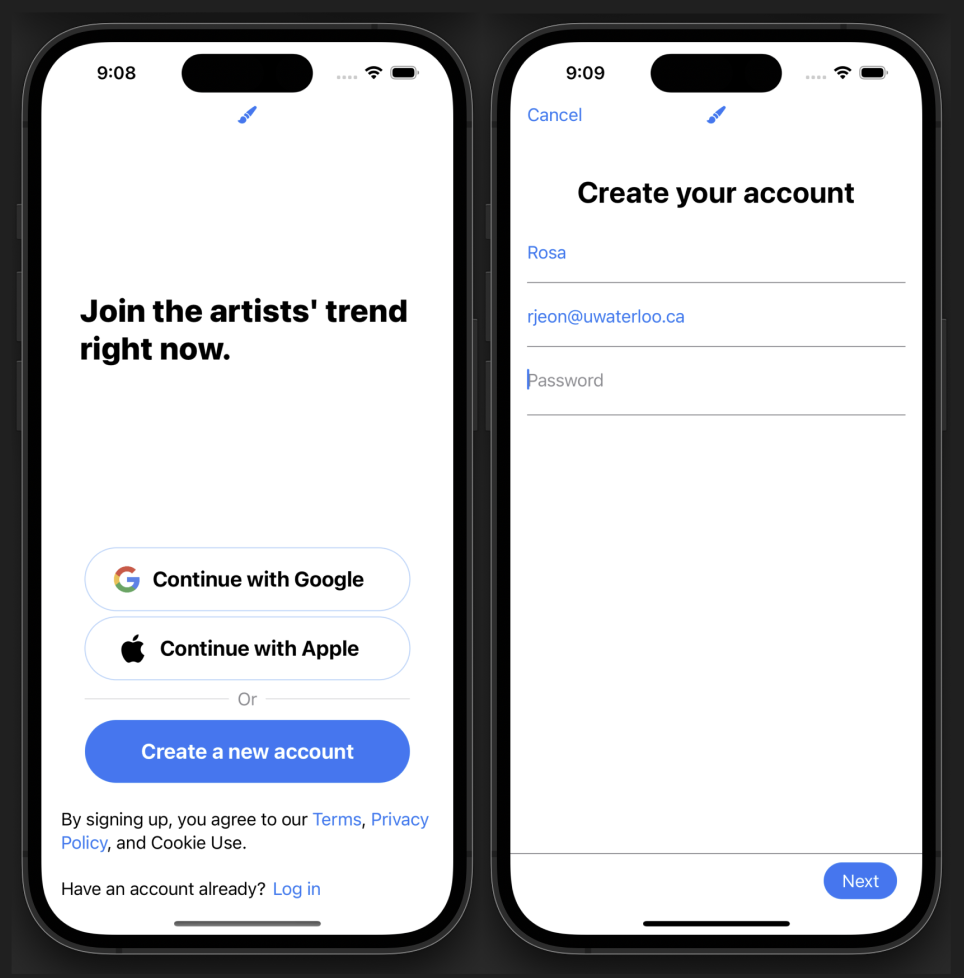 9:08
Join the artists' trend
right now.
Continue with Google
Continue with Apple
Or
Create a new account
By signing up, you agree to our Terms, Privacy
Policy, and Cookie Use.
Have an account already? Log in
9:09
Cancel
Create your account
Rosa
rjeon@uwaterloo.ca
Password
Next